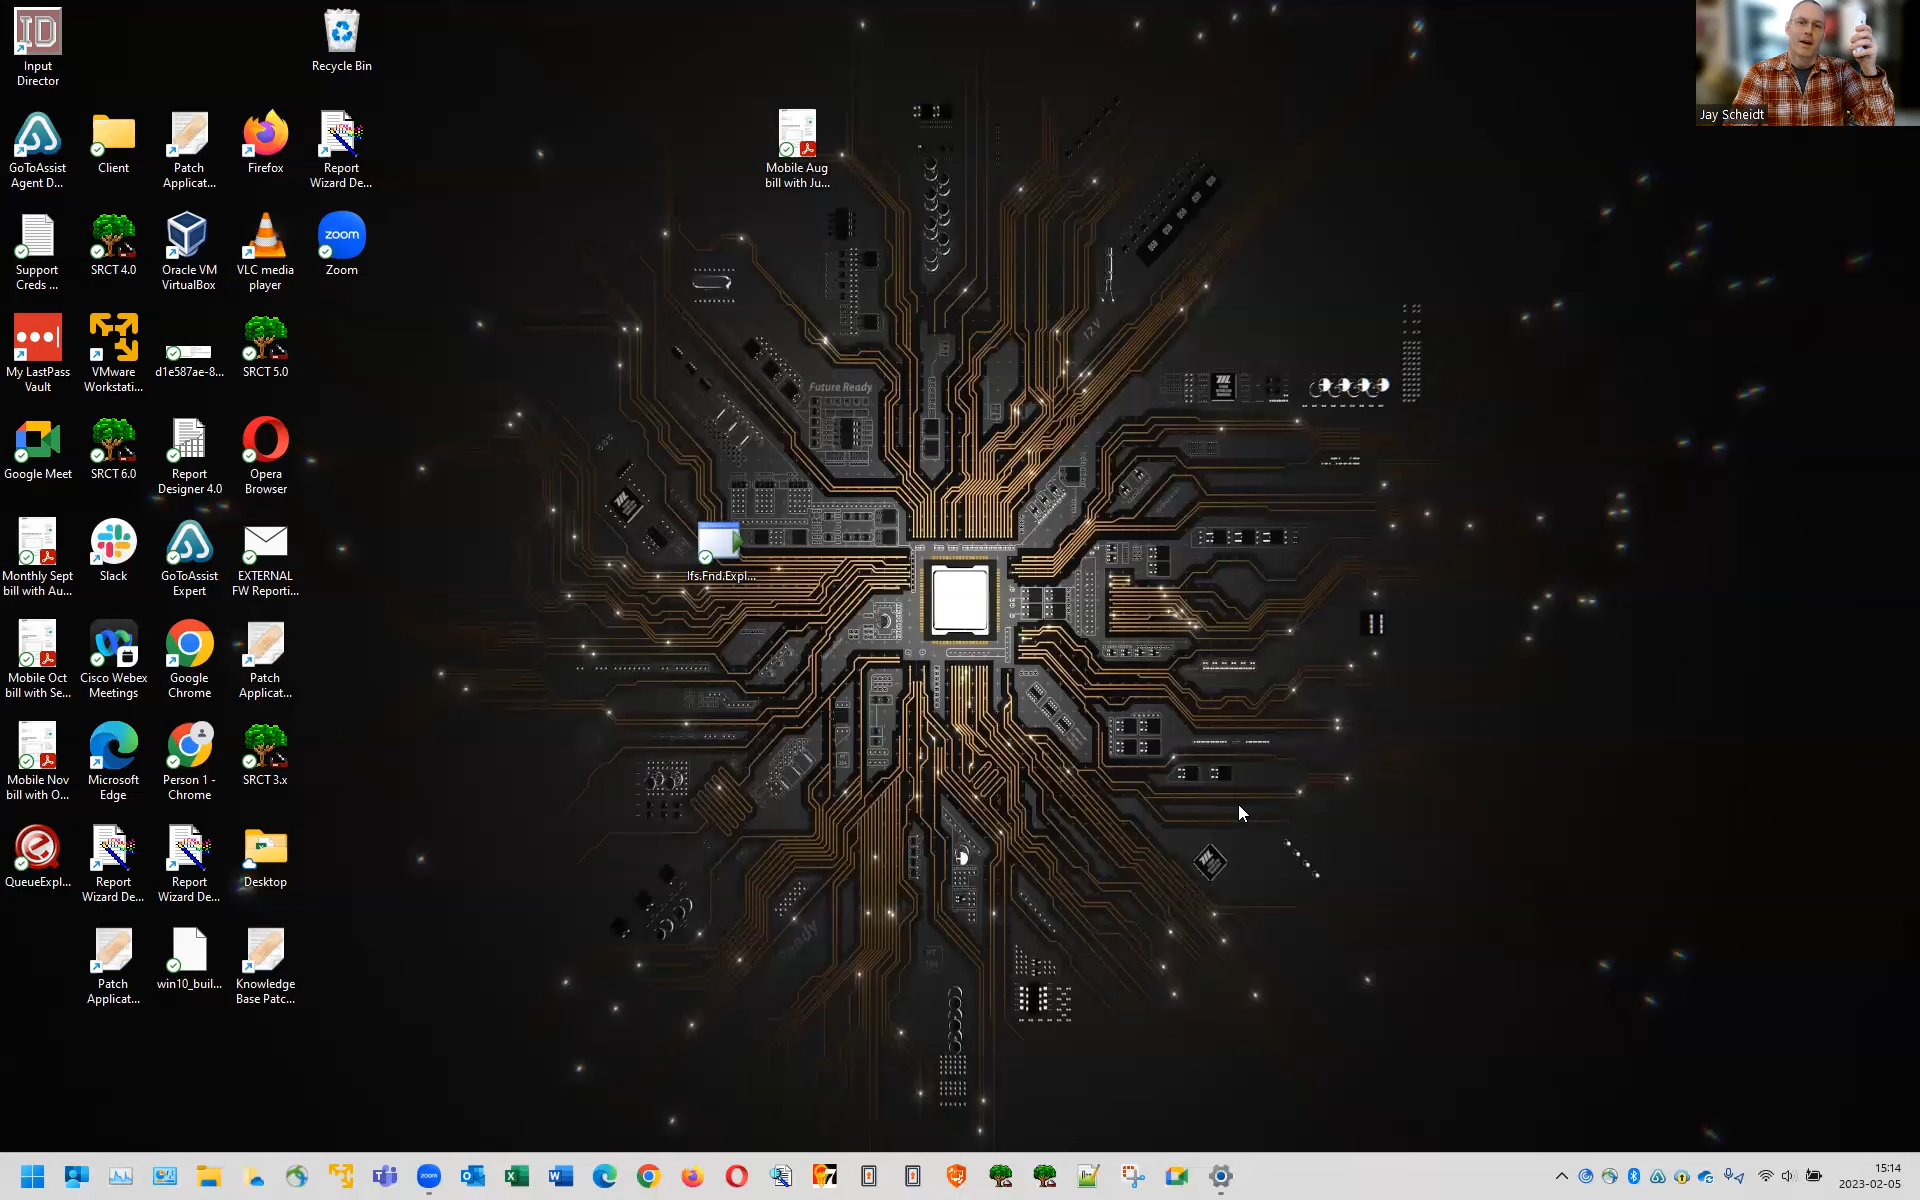 Input
Director
Recycle Bin
Jay Scheidt
GoToAssist
Agent D...
Client
Patch
Applicat...
Firefox
Report
Wizard De...
Mobile Aug
bill with Ju...
Support
Creds ...
SRCT 4.0
Oracle VM
VirtualBox
VLC media
player
zoom
Zoom
My LastPass
Vault
VMware
Workstati...
d1e587ae-8...
SRCT 5.0
12 V
Future Ready
Google Meet
SRCT 6.0
Report
Designer 4.0
Opera
Browser
Monthly Sept
bill with Au...
Slack
GoToAssist
Expert
EXTERNAL
FW Reporti...
Ifs.Fnd.Expl...
Mobile Oct
bill with Se...
Cisco Webex
Meetings
Google
Chrome
Patch
Applicat...
Mobile Nov
bill with O...
Microsoft
Edge
Person 1 -
Chrome
SRCT 3.x
QueueExpl...
Report
Wizard De...
Report
Wizard De...
Desktop
Patch
Applicat...
win10_buil...
Knowledge
Base Patc...
zoom
15:14
2023-02-05